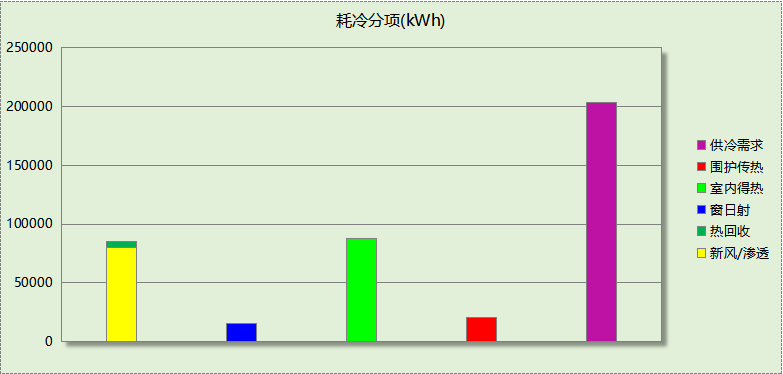 耗冷分项(kWh)
250000
200000
150000
100000
50000
0
供冷需求
围护传热
室内得热
窗日射
热回收
新风/渗透